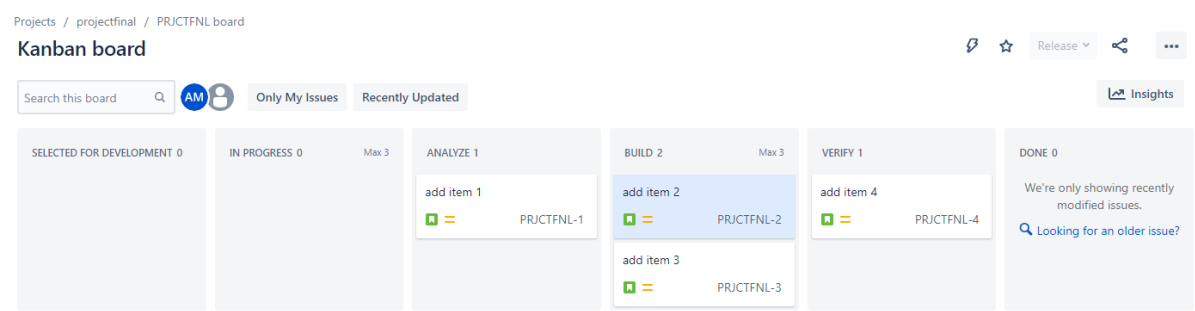 Projects / projectfinal / PRJCTFNL board
Kanban board
Release
Search this board
AM
Only My Issues
Recently Updated
Insights
SELECTED FOR DEVELOPMENT 0
IN PROGRESS 0 Max 3
ANALYZE 1
BUILD 2 Max 3
VERIFY 1
DONE 0
add item 1
PRJCTFNL-1
add item 2
PRJCTFNL-2
add item 3
PRJCTFNL-3
add item 4
PRJCTFNL-4
We're only showing recently
modified issues.
Looking for an older issue?